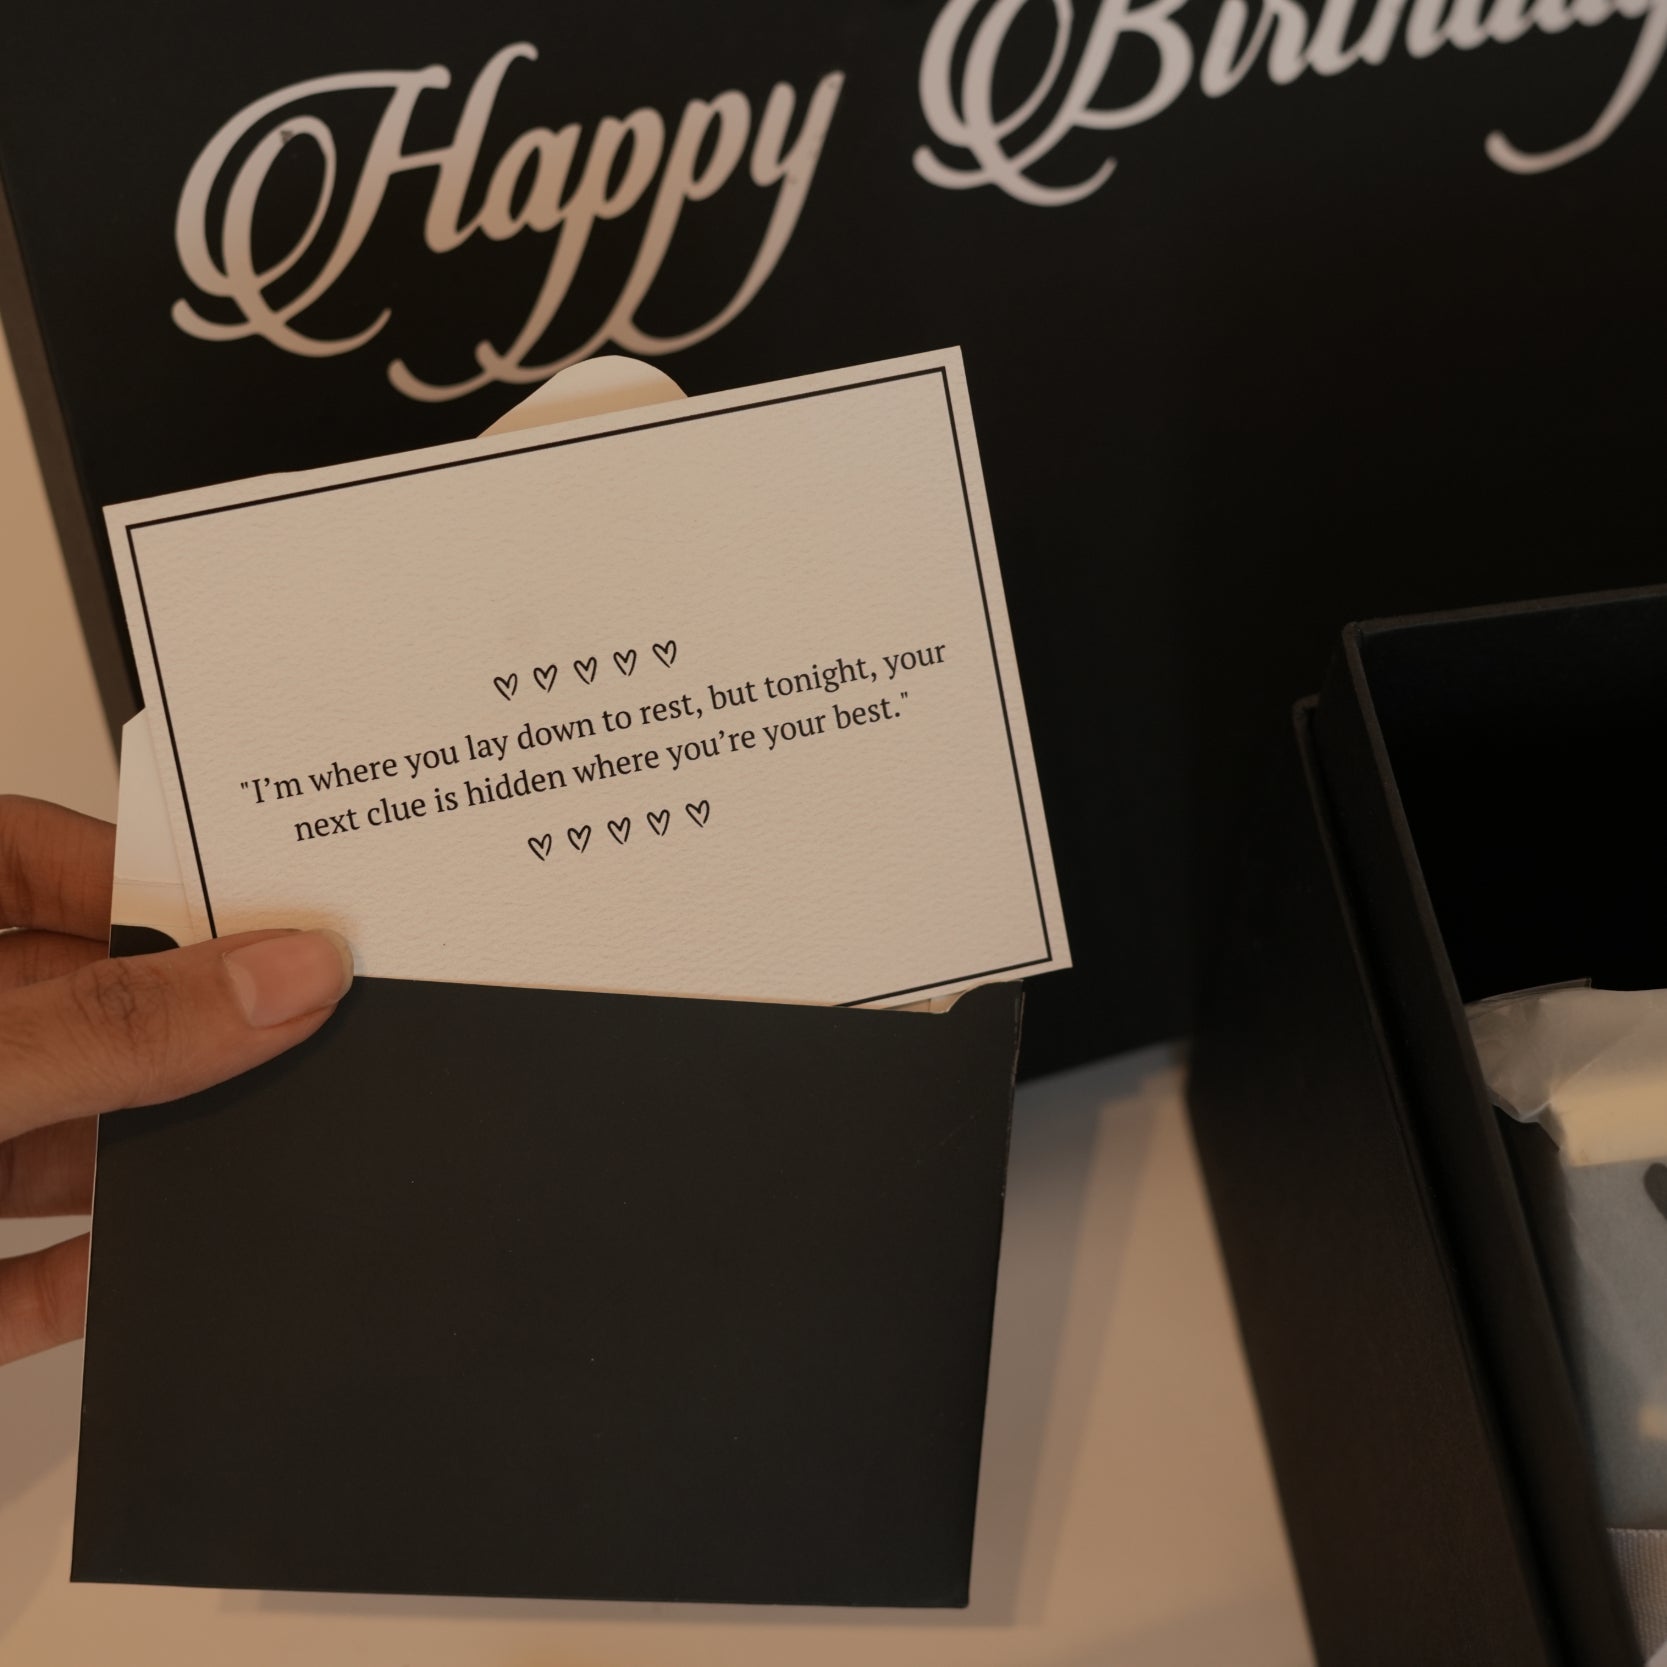 Happy Birthday
♡ ♡ ♡ ♡ ♡
"I’m where you lay down to rest, but tonight, your
next clue is hidden where you’re your best."
♡ ♡ ♡ ♡ ♡